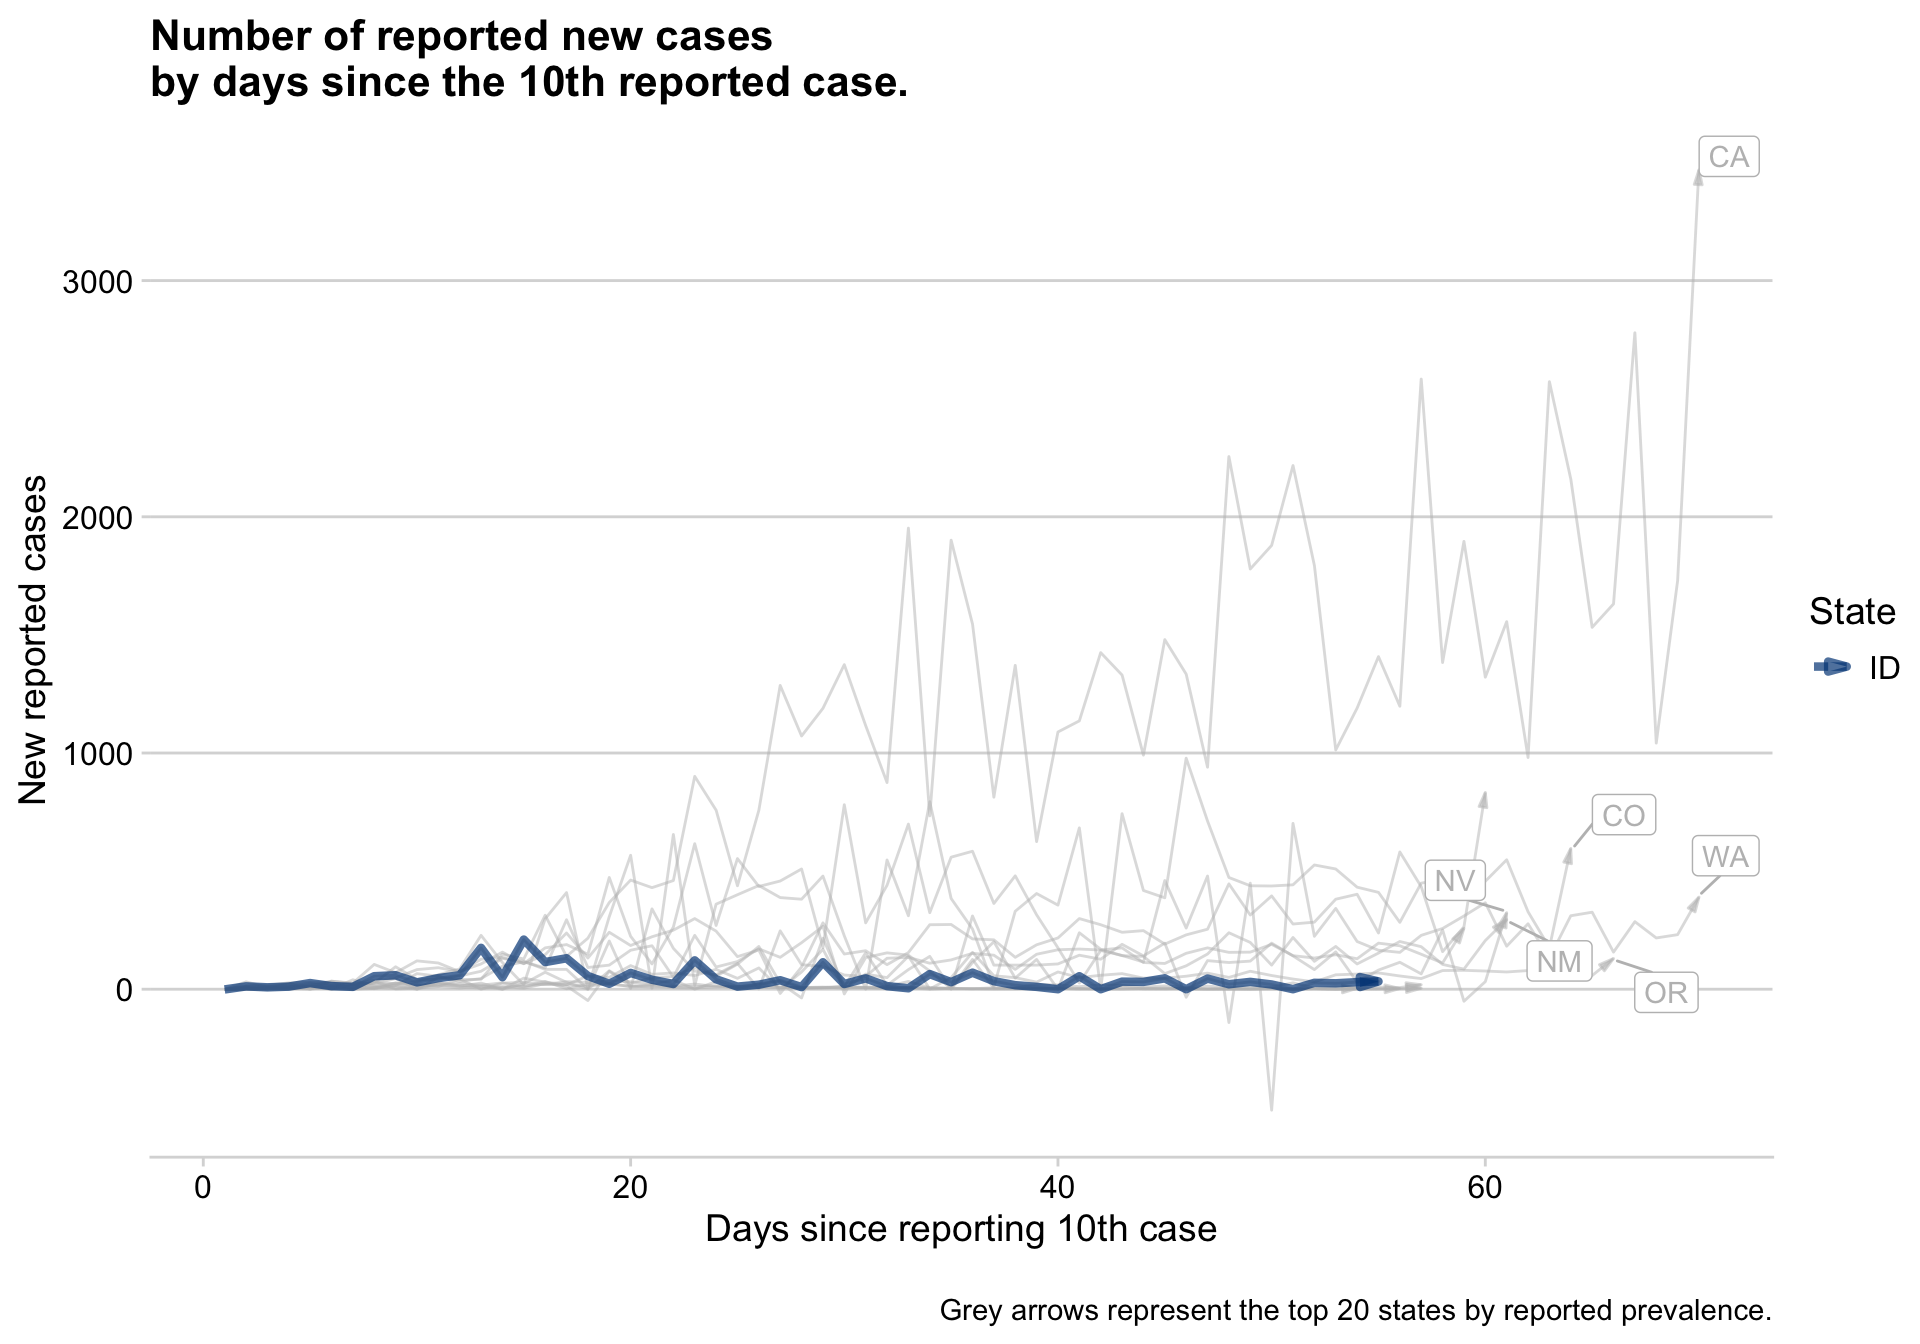 Number of reported new cases
by days since the 10th reported case.
CA
3000
2000
1000
0
New reported cases
CO
WA
NV
NM
OR
State
ID
0 20 40 60
Days since reporting 10th case
Grey arrows represent the top 20 states by reported prevalence.